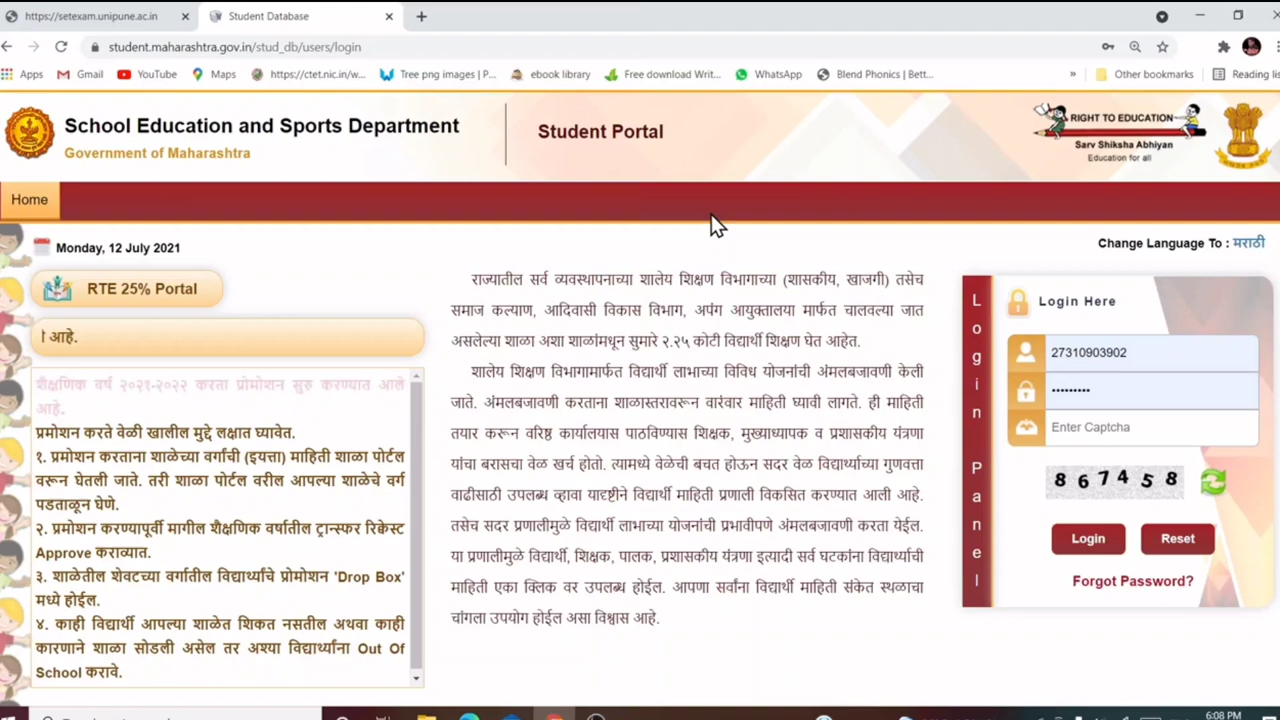 https://setexam.unipune.ac.in
Student Database
student.maharashtra.gov.in/stud_db/users/login
Apps
Gmail
YouTube
Maps
https://ctet.nic.in/w...
Tree png images | P...
ebook library
Free download Writ...
WhatsApp
Blend Phonics | Bett...
»
Other bookmarks
Reading lis
School Education and Sports Department
Government of Maharashtra
Student Portal
RIGHT TO EDUCATION
Sarv Shiksha Abhiyan
Education for all
Home
Monday, 12 July 2021
Change Language To : मराठी
RTE 25% Portal
आहे.
शैक्षणिक वर्ष २०२१-२०२२ करता प्रोमोशन सुरु करण्यात आले
आहे.
प्रमोशन करते वेळी खालील मुद्दे लक्षात घ्यावेत.
१. प्रमोशन करताना शाळेच्या वर्गांची (इयत्ता) माहिती शाळा पोर्टल
वरून घेतली जाते. तरी शाळा पोर्टल वरील आपल्या शाळेचे वर्ग
पडताळून घेणे.
२. प्रमोशन करण्यापूर्वी मागील शैक्षणिक वर्षातील ट्रान्स्फर रिक्वेस्ट
Approve कराव्यात.
३. शाळेतील शेवटच्या वर्गातील विद्यार्थ्यांचे प्रोमोशन 'Drop Box'
मध्ये होईल.
४. काही विद्यार्थी आपल्या शाळेत शिकत नसतील अथवा काही
कारणाने शाळा सोडली असेल तर अश्या विद्यार्थ्यांना Out Of
School करावे.
राज्यातील सर्व व्यवस्थापनाच्या शालेय शिक्षण विभागाच्या (शासकीय, खाजगी) तसेच
समाज कल्याण, आदिवासी विकास विभाग, अपंग आयुक्तालया मार्फत चालवल्या जात
असलेल्या शाळा अशा शाळांमधून सुमारे २.२५ कोटी विद्यार्थी शिक्षण घेत आहेत.
शालेय शिक्षण विभागामार्फत विद्यार्थी लाभाच्या विविध योजनांची अंमलबजावणी केली
जाते. अंमलबजावणी करताना शाळास्तरावरून वारंवार माहिती घ्यावी लागते. ही माहिती
तयार करून वरिष्ठ कार्यालयास पाठविण्यास शिक्षक, मुख्याध्यापक व प्रशासकीय यंत्रणा
यांचा बरासचा वेळ खर्च होतो. त्यामध्ये वेळेची बचत होऊन सदर वेळ विद्यार्थ्याच्या गुणवत्ता
वाढीसाठी उपलब्ध व्हावा यादृष्टीने विद्यार्थी माहिती प्रणाली विकसित करण्यात आली आहे.
तसेच सदर प्रणालीमुळे विद्यार्थी लाभाच्या योजनांची प्रभावीपणे अंमलबजावणी करता येईल.
या प्रणालीमुळे विद्यार्थी, शिक्षक, पालक, प्रशासकीय यंत्रणा इत्यादी सर्व घटकांना विद्यार्थ्याची
माहिती एका क्लिक वर उपलब्ध होईल. आपणा सर्वांना विद्यार्थी माहिती संकेत स्थळाचा
चांगला उपयोग होईल असा विश्वास आहे.
Login Panel
Login Here
27310903902
•••••••••
Enter Captcha
867458
Login
Reset
Forgot Password?
6:08 PM